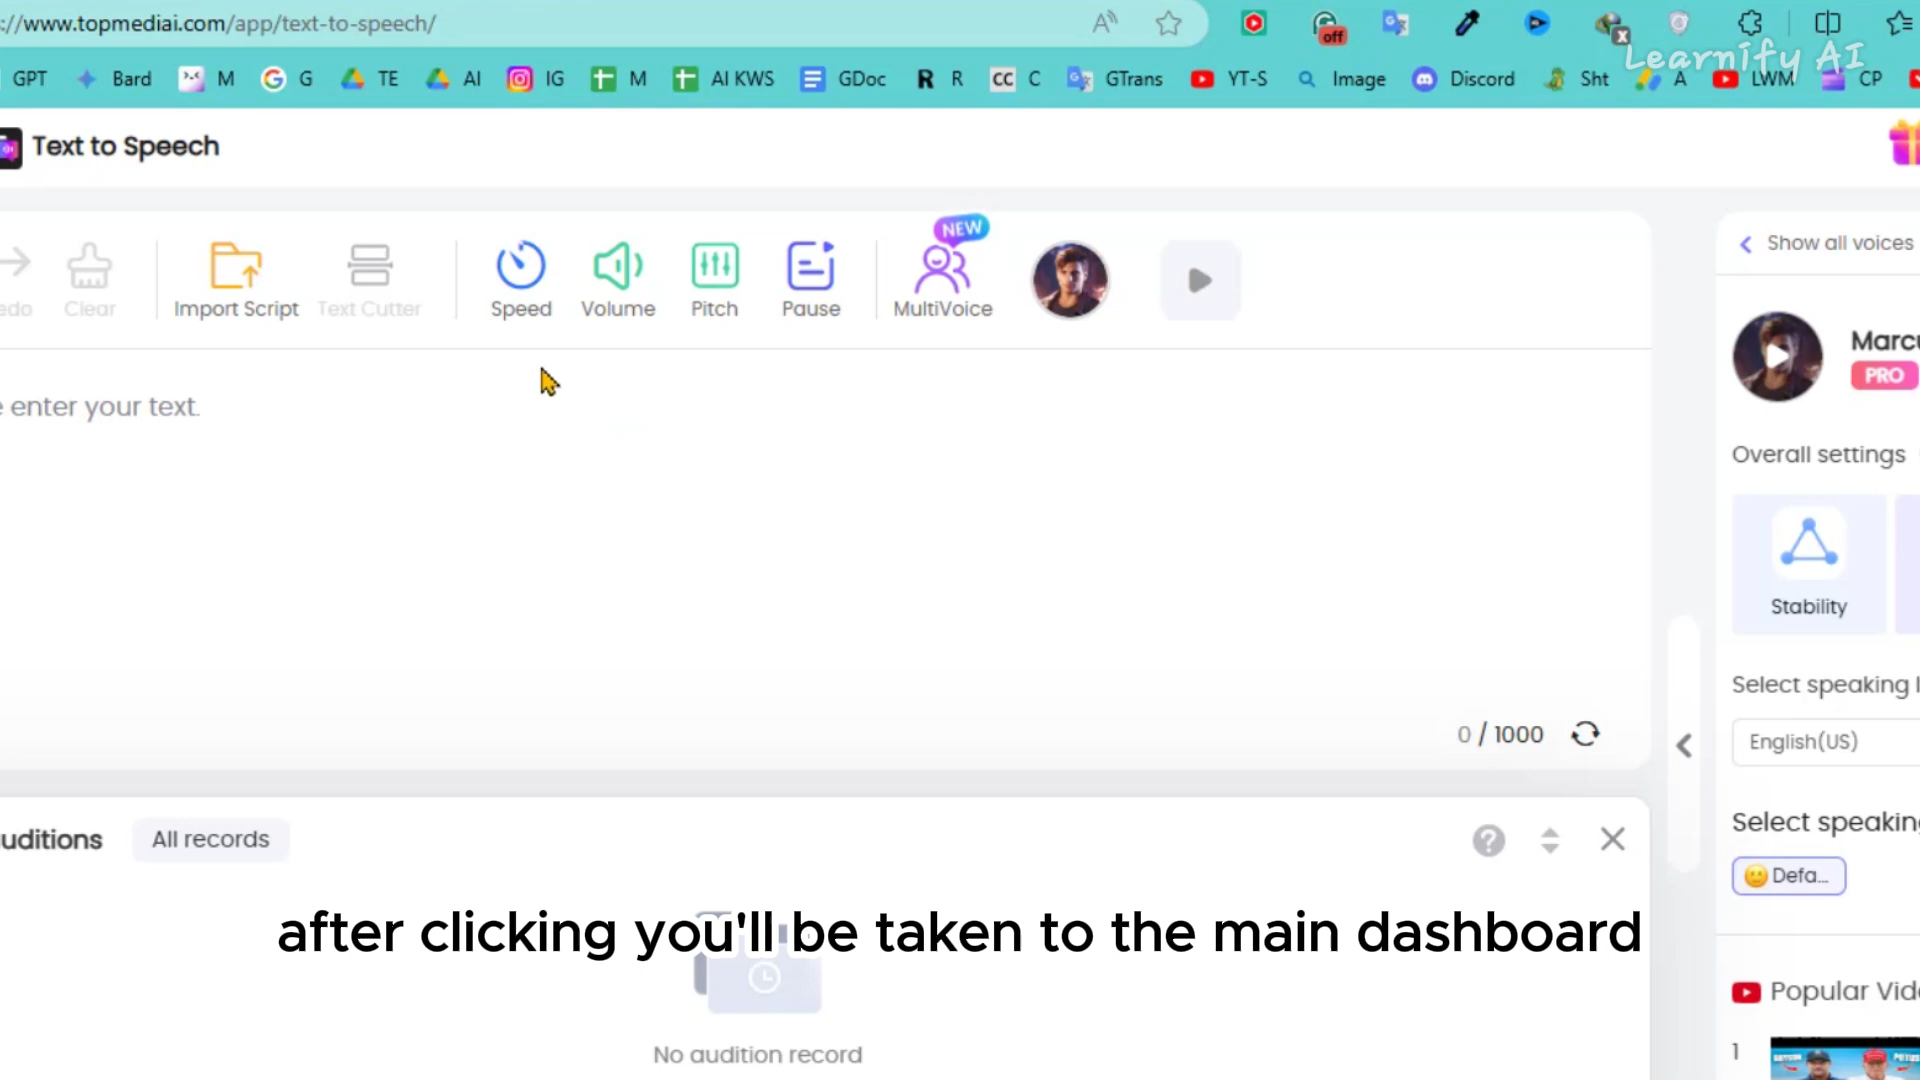 ://www.topmediai.com/app/text-to-speech/
off
x
Learnify AI
GPT Bard M G TE AI IG M AI KWS GDoc R R CC C GTrans YT-S Image Discord Sht A LWM CP
Text to Speech
NEW
edo Clear Import Script Text Cutter Speed Volume Pitch Pause MultiVoice
Show all voices
enter your text.
Marcu
PRO
Overall settings
Stability
Select speaking l
0 / 1000
English(US)
Select speaking
uditions All records
Defa...
after clicking you'll be taken to the main dashboard
Popular Vid
No audition record
1